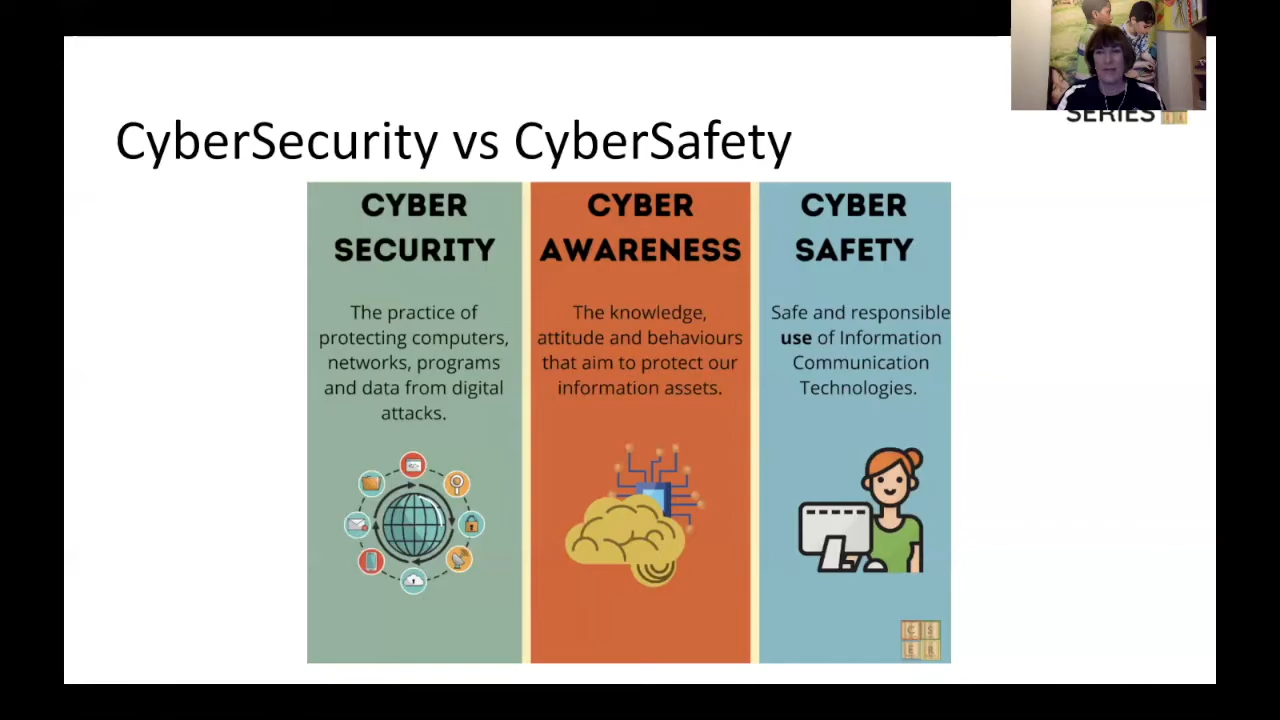 SERIES
CyberSecurity vs CyberSafety
CYBER
SECURITY
The practice of
protecting computers,
networks, programs
and data from digital
attacks.
CYBER
AWARENESS
The knowledge,
attitude and behaviours
that aim to protect our
information assets.
CYBER
SAFETY
Safe and responsible
use of Information
Communication
Technologies.
C S
E R